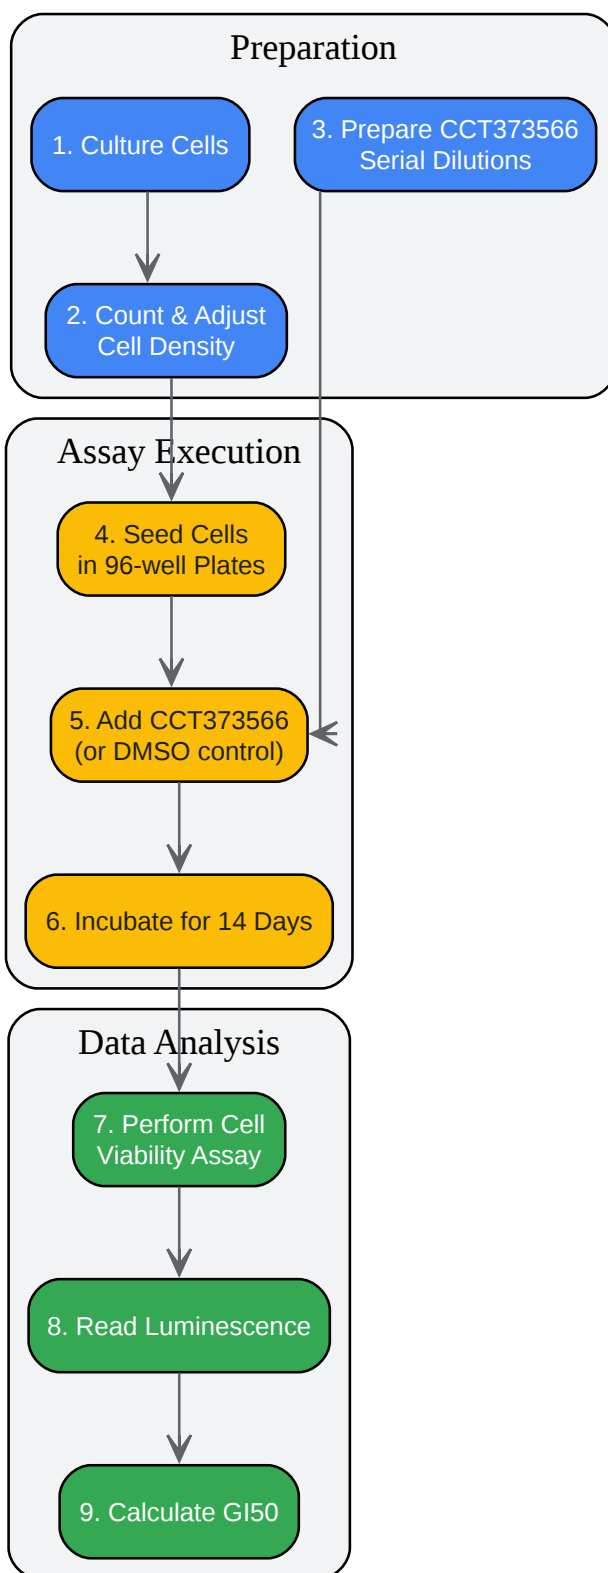 Preparation
1. Culture Cells
3. Prepare CCT373566
Serial Dilutions
2. Count & Adjust
Cell Density
Assay Execution
4. Seed Cells
in 96-well Plates
5. Add CCT373566
(or DMSO control)
6. Incubate for 14 Days
Data Analysis
7. Perform Cell
Viability Assay
8. Read Luminescence
9. Calculate GI50